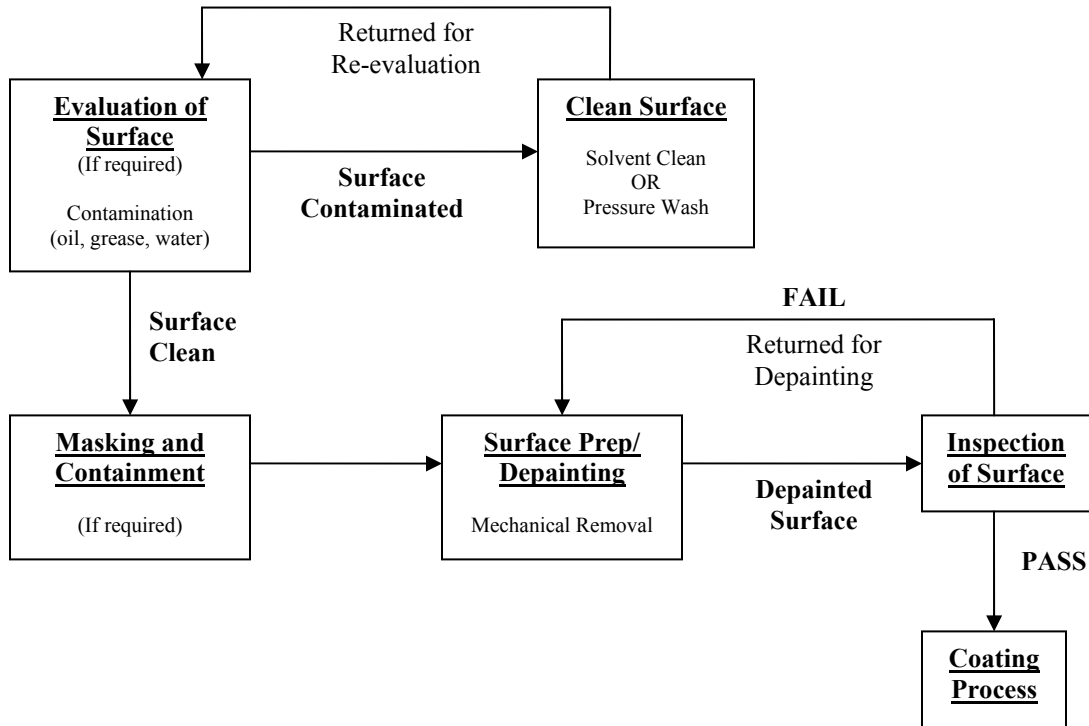 Returned for
Re-evaluation
Evaluation of
Surface
(If required)
Contamination
(oil, grease, water)
Surface
Contaminated
Clean Surface
Solvent Clean
OR
Pressure Wash
Surface
Clean
FAIL
Returned for
Depainting
Masking and
Containment
(If required)
Surface Prep/
Depainting
Mechanical Removal
Depainted
Surface
Inspection
of Surface
PASS
Coating
Process